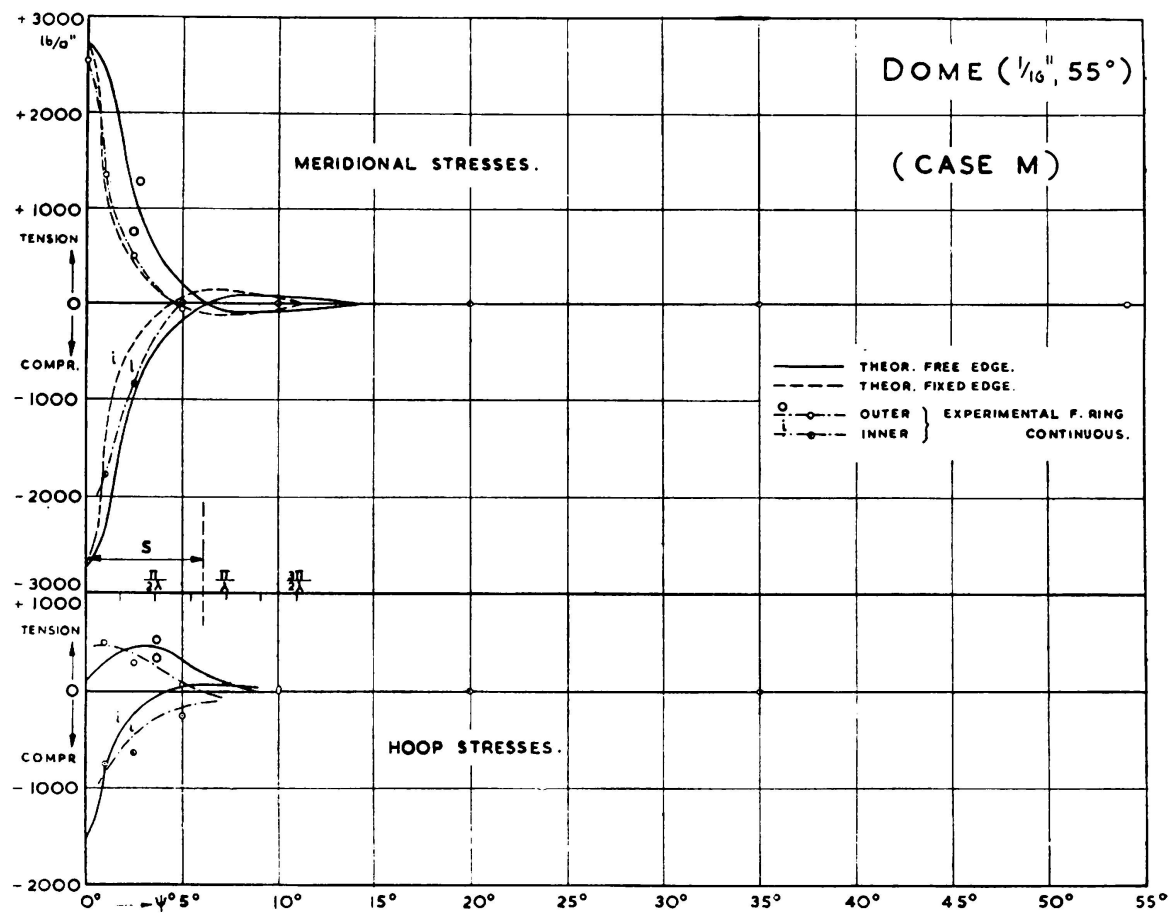 + 3000
lb/□"
DOME (1/16", 55°)
+ 2000
MERIDIONAL STRESSES.
(CASE M)
+ 1000
TENSION
O
COMPR.
i i
THEOR. FREE EDGE.
THEOR. FIXED EDGE.
O OUTER } EXPERIMENTAL F. RING
i INNER CONTINUOUS.
- 1000
- 2000
S
π/2λ π/λ 3π/2λ
- 3000
+ 1000
TENSION
O
O
O
i i
COMPR
HOOP STRESSES.
- 1000
- 2000
0° ψ° 5° 10° 15° 20° 25° 30° 35° 40° 45° 50° 55°